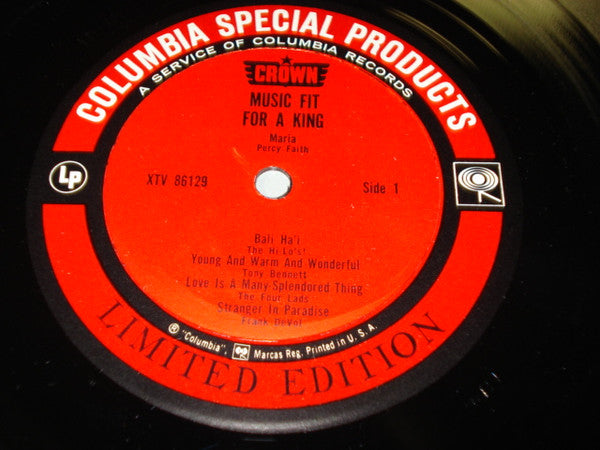 COLUMBIA SPECIAL PRODUCTS
A SERVICE OF COLUMBIA RECORDS
CROWN
MUSIC FIT
FOR A KING
Maria
Percy Faith
LP
XTV 86129
Side 1
Bali Ha'i
The Hi-Lo's!
Young And Warm And Wonderful
Tony Bennett
Love Is A Many-Splendored Thing
The Four Lads
Stranger In Paradise
Frank DeVol
® "Columbia", Marcas Reg. Printed in U. S. A.
LIMITED EDITION